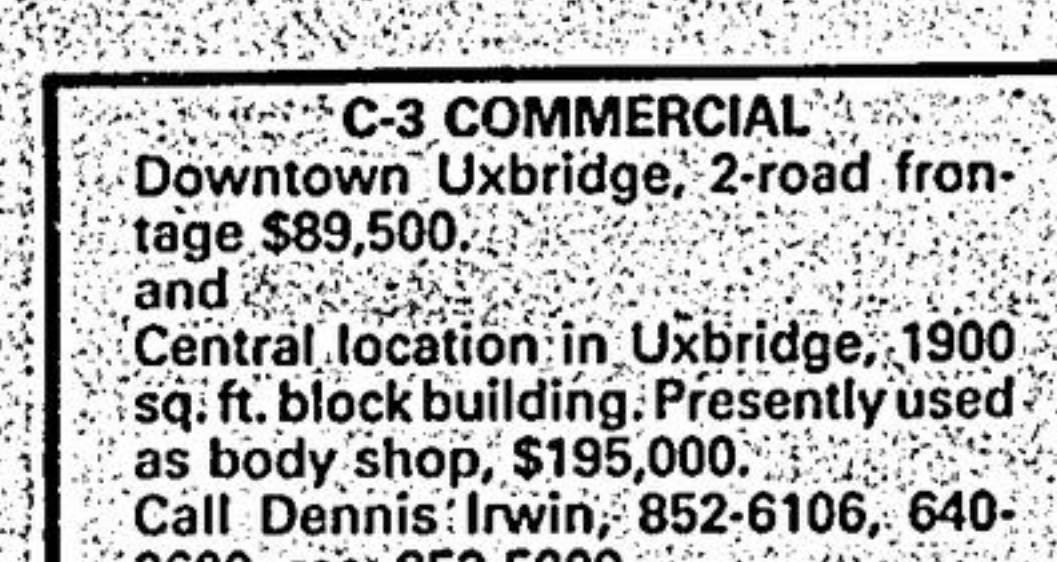 C-3 COMMERCIAL
Downtown Uxbridge, 2-road fron-
tage $89,500.
and
Central location in Uxbridge, 1900
sq. ft. block building. Presently used
as body shop, $195,000.
Call Dennis Irwin, 852-6106, 640-